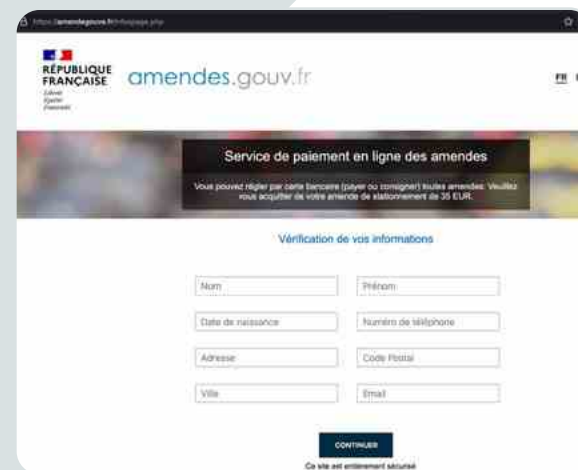 RÉPUBLIQUE
FRANÇAISE
Liberté
Égalité
Fraternité
amendes.gouv.fr
FR
Service de paiement en ligne des amendes
Vous pouvez régler par carte bancaire (payer ou consigner) toutes amendes. Veuillez
vous acquitter de votre amende de stationnement de 35 EUR.
Vérification de vos informations
Nom
Prénom
Date de naissance
Numéro de téléphone
Adresse
Code Postal
Ville
Email
CONTINUER
Ce site est entièrement sécurisé